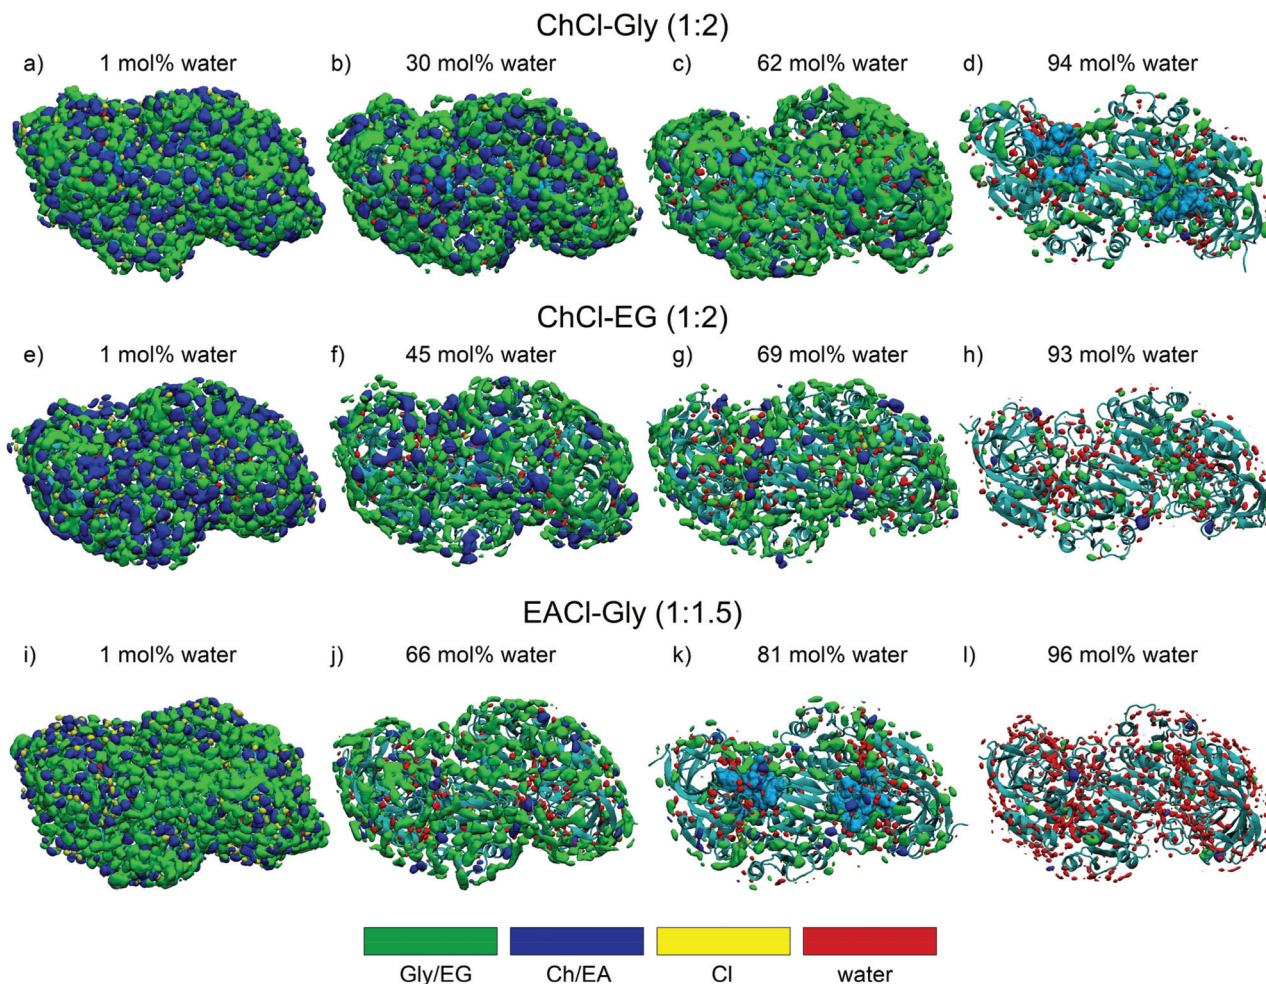 ChCl-Gly (1:2)
a) 1 mol% water b) 30 mol% water c) 62 mol% water d) 94 mol% water
ChCl-EG (1:2)
e) 1 mol% water f) 45 mol% water g) 69 mol% water h) 93 mol% water
EACl-Gly (1:1.5)
i) 1 mol% water j) 66 mol% water k) 81 mol% water l) 96 mol% water
Gly/EG Ch/EA Cl water